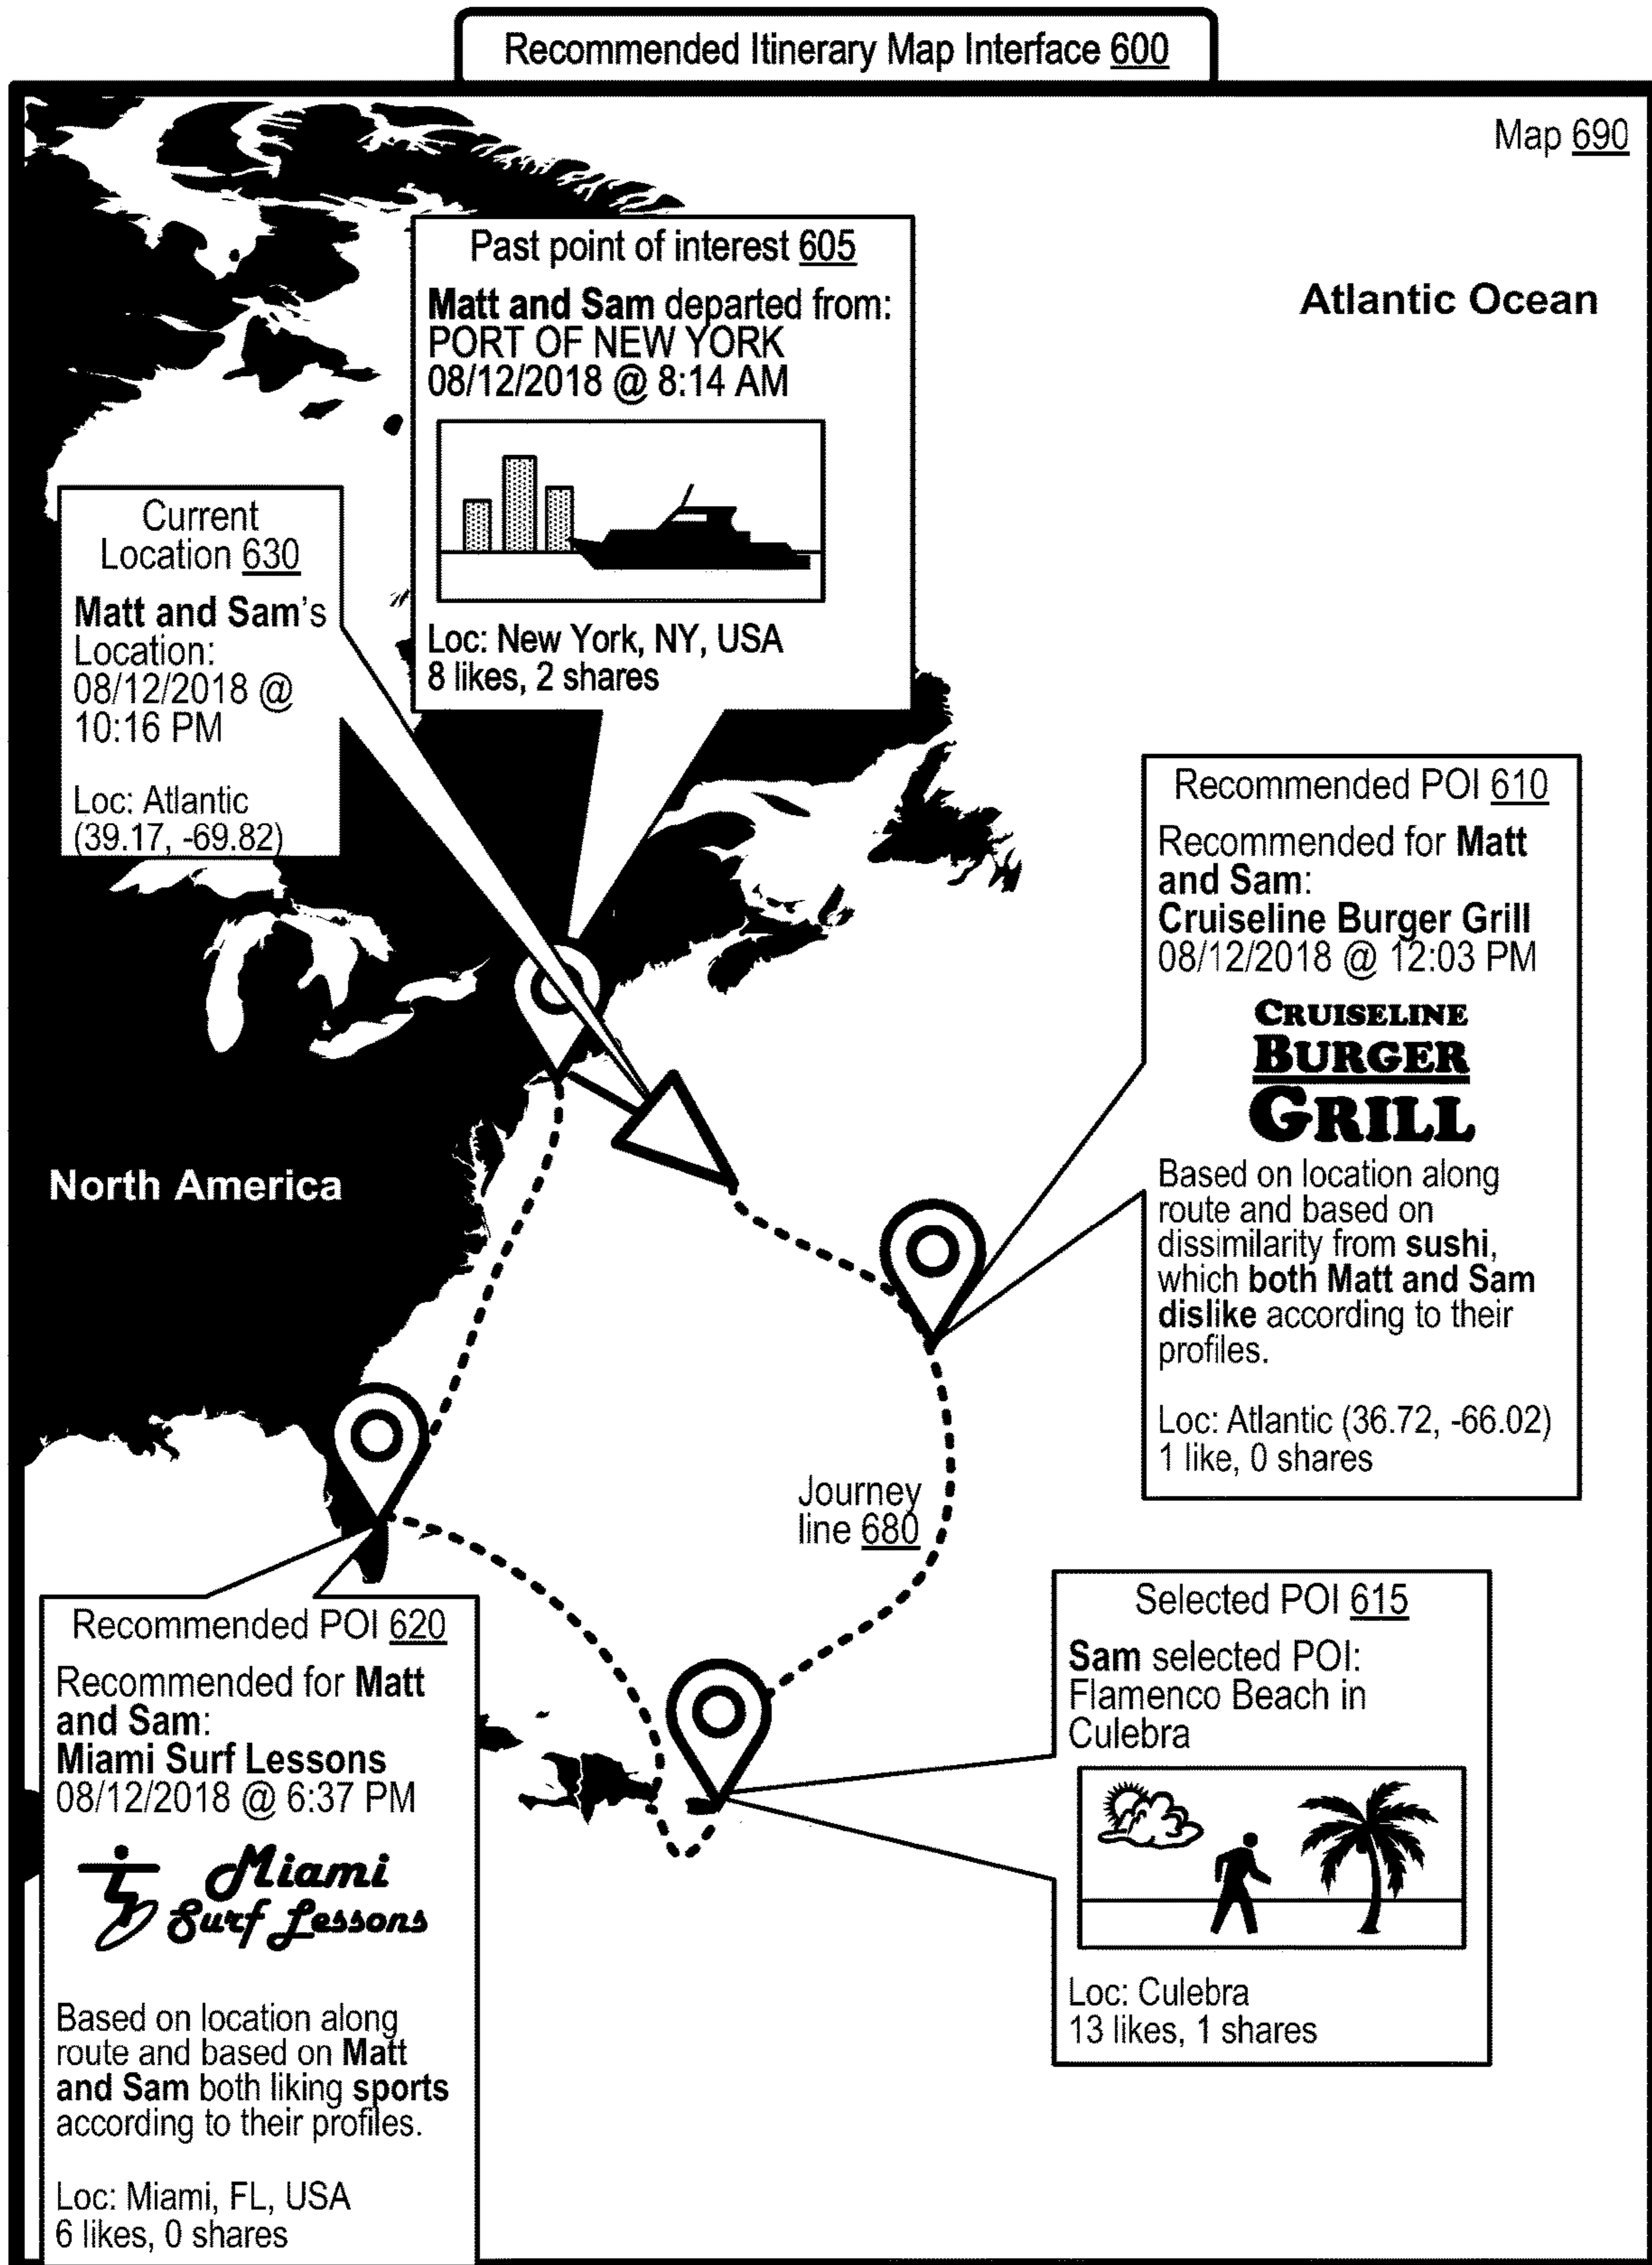 Recommended Itinerary Map Interface 600
Map 690
Atlantic Ocean
Past point of interest 605
Matt and Sam departed from:
PORT OF NEW YORK
08/12/2018 @ 8:14 AM
Loc: New York, NY, USA
8 likes, 2 shares
Current
Location 630
Matt and Sam's
Location:
08/12/2018 @
10:16 PM
Loc: Atlantic
(39.17, -69.82)
Recommended POI 610
Recommended for Matt
and Sam:
Cruiseline Burger Grill
08/12/2018 @ 12:03 PM
CRUISELINE
BURGER
GRILL
Based on location along
route and based on
dissimilarity from sushi,
which both Matt and Sam
dislike according to their
profiles.
Loc: Atlantic (36.72, -66.02)
1 like, 0 shares
North America
Journey
line 680
Selected POI 615
Sam selected POI:
Flamenco Beach in
Culebra
Loc: Culebra
13 likes, 1 shares
Recommended POI 620
Recommended for Matt
and Sam:
Miami Surf Lessons
08/12/2018 @ 6:37 PM
Miami
Surf Lessons
Based on location along
route and based on Matt
and Sam both liking sports
according to their profiles.
Loc: Miami, FL, USA
6 likes, 0 shares